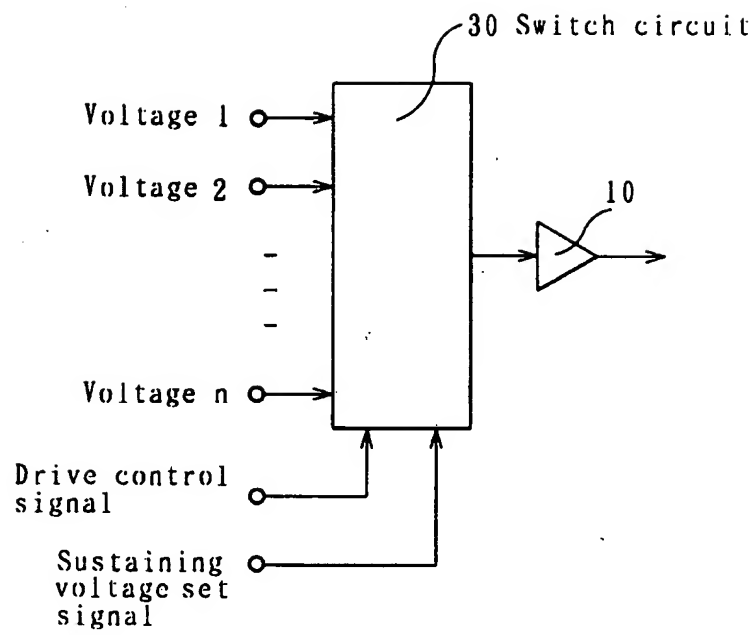 30 Switch circuit
Voltage 1
Voltage 2
10
Voltage n
Drive control
signal
Sustaining
voltage set
signal